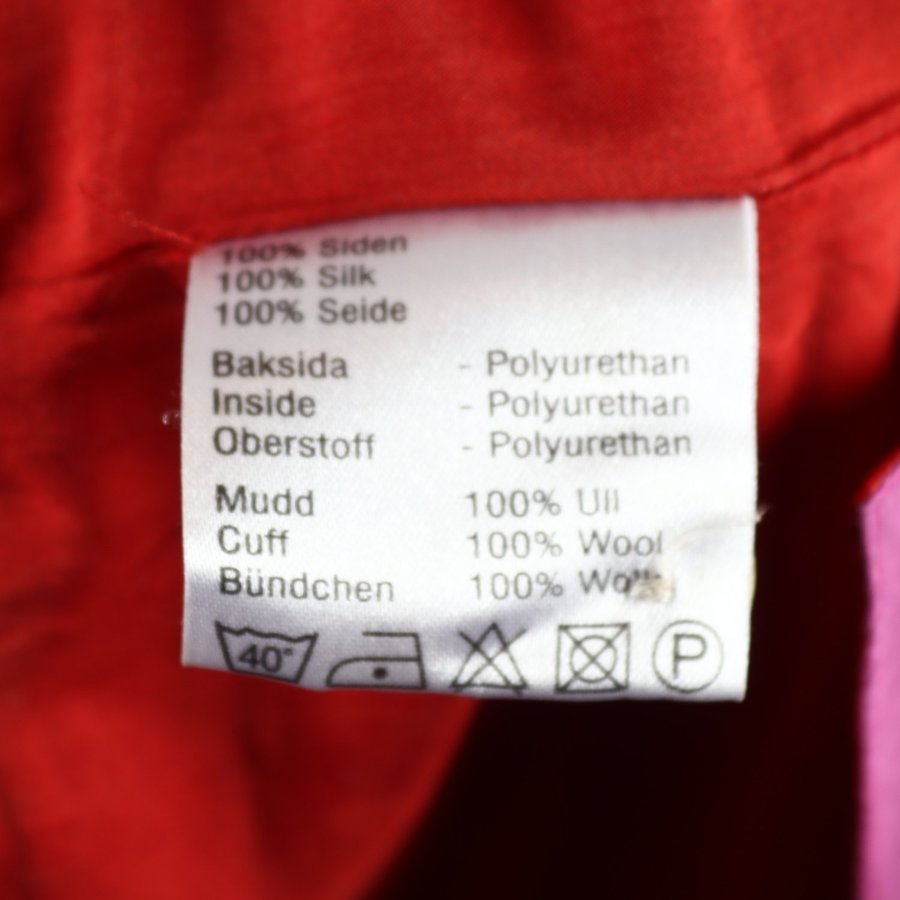 100% Siden
100% Silk
100% Seide
Baksida - Polyurethan
Inside - Polyurethan
Oberstoff - Polyurethan
Mudd 100% Ull
Cuff 100% Wool
Bündchen 100%
40° P